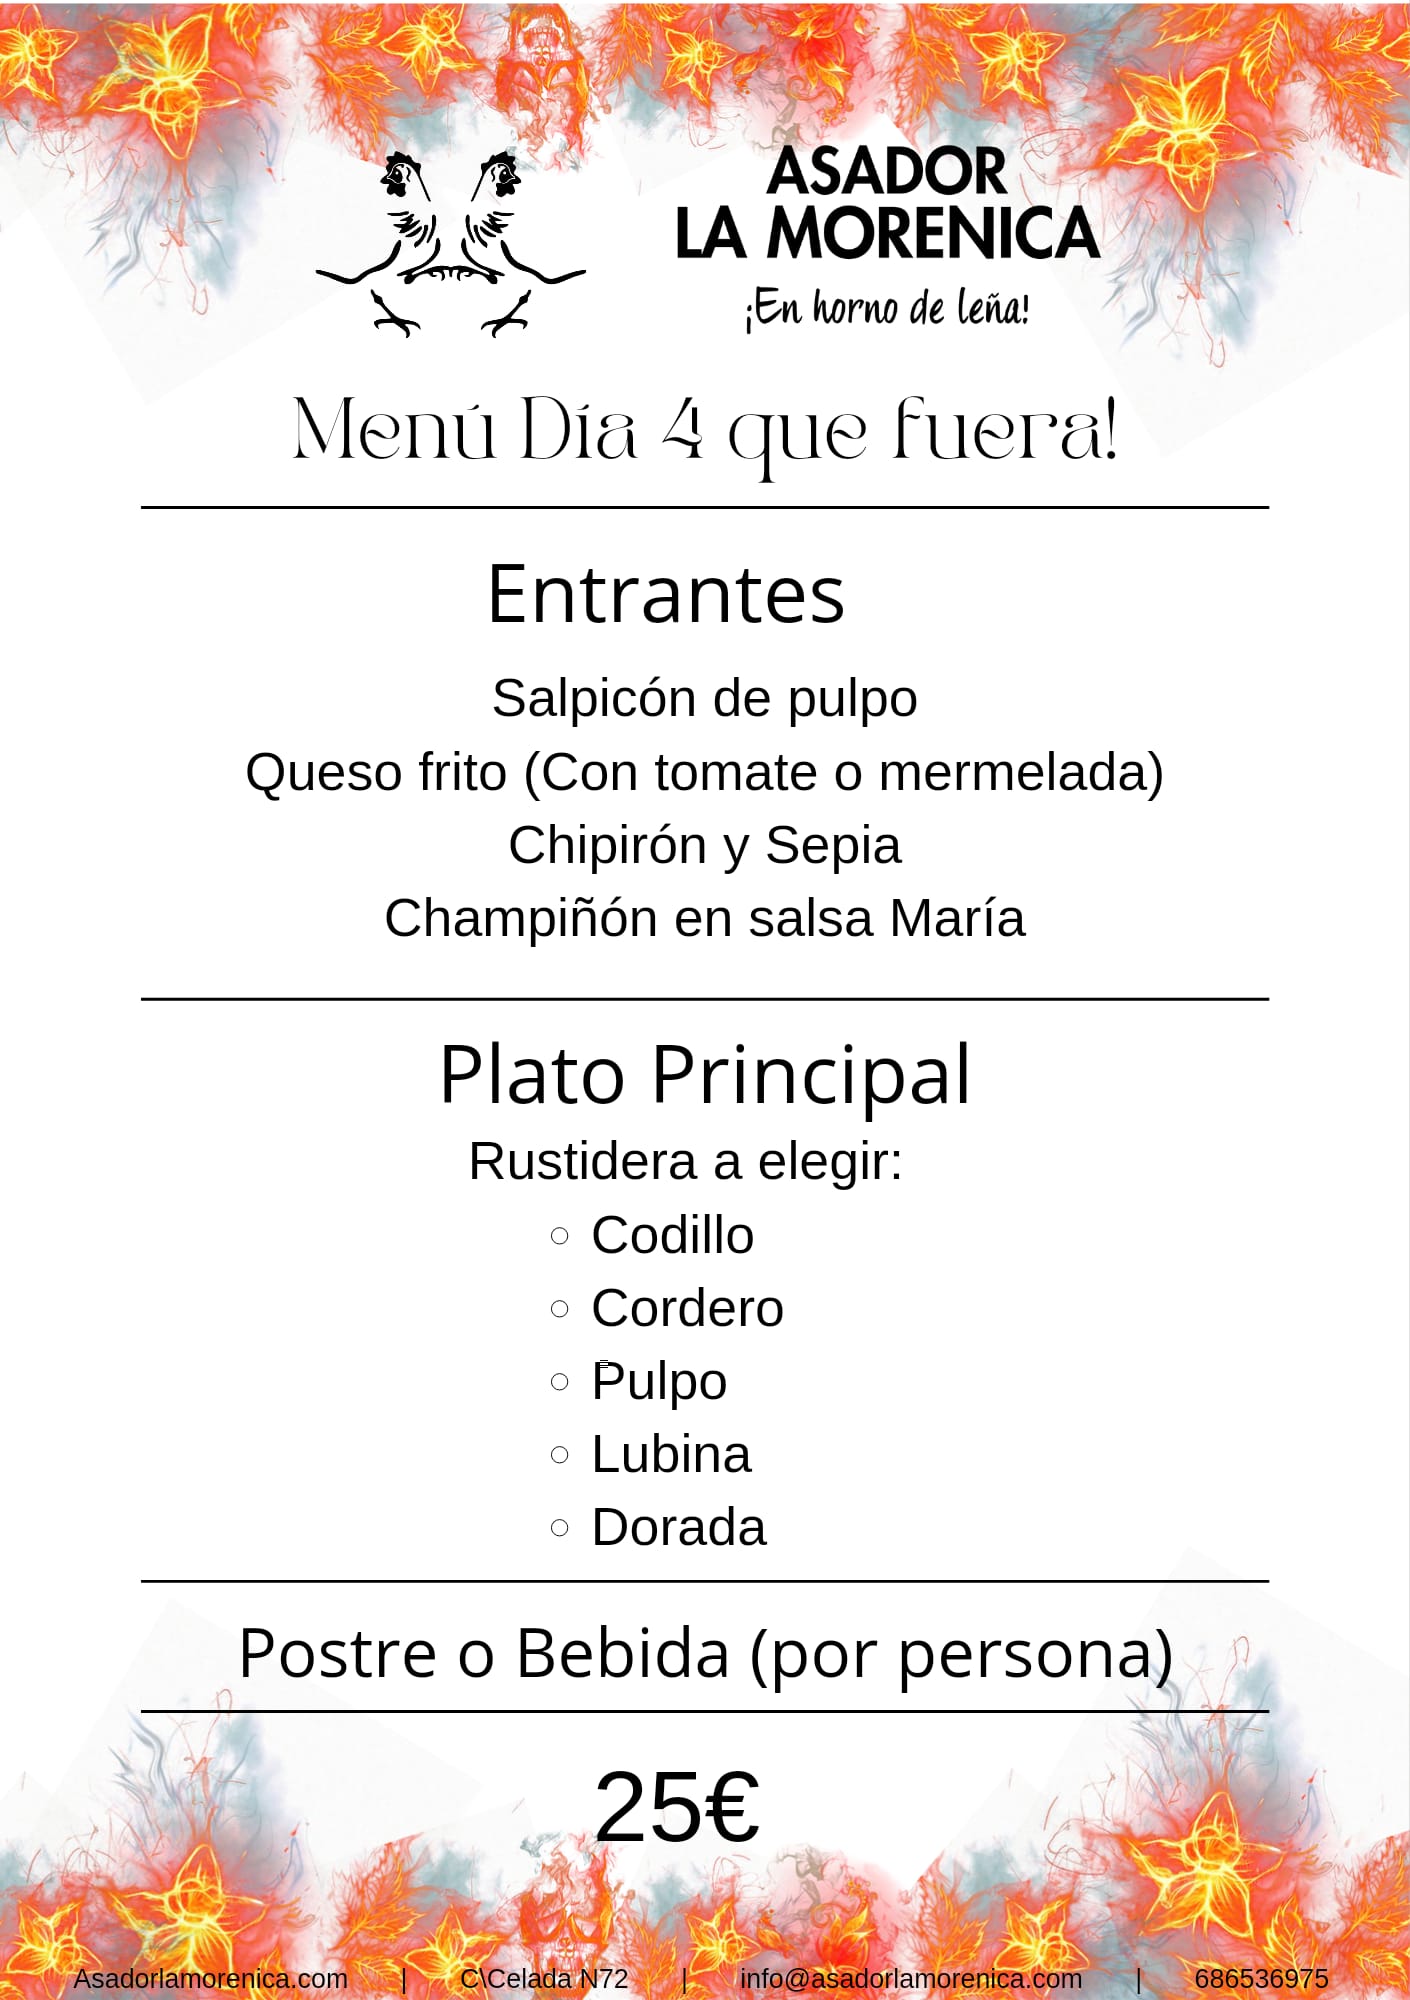 ASADOR
LA MORENICA
¡En horno de leña!
Menú Día 4 que fuera!
Entrantes
Salpicón de pulpo
Queso frito (Con tomate o mermelada)
Chipirón y Sepia
Champiñón en salsa María
Plato Principal
Rustidera a elegir:
Codillo
Cordero
Pulpo
Lubina
Dorada
Postre o Bebida (por persona)
25€
Asadorlamorenica.com | C\Celada N72 | info@asadorlamorenica.com | 686536975